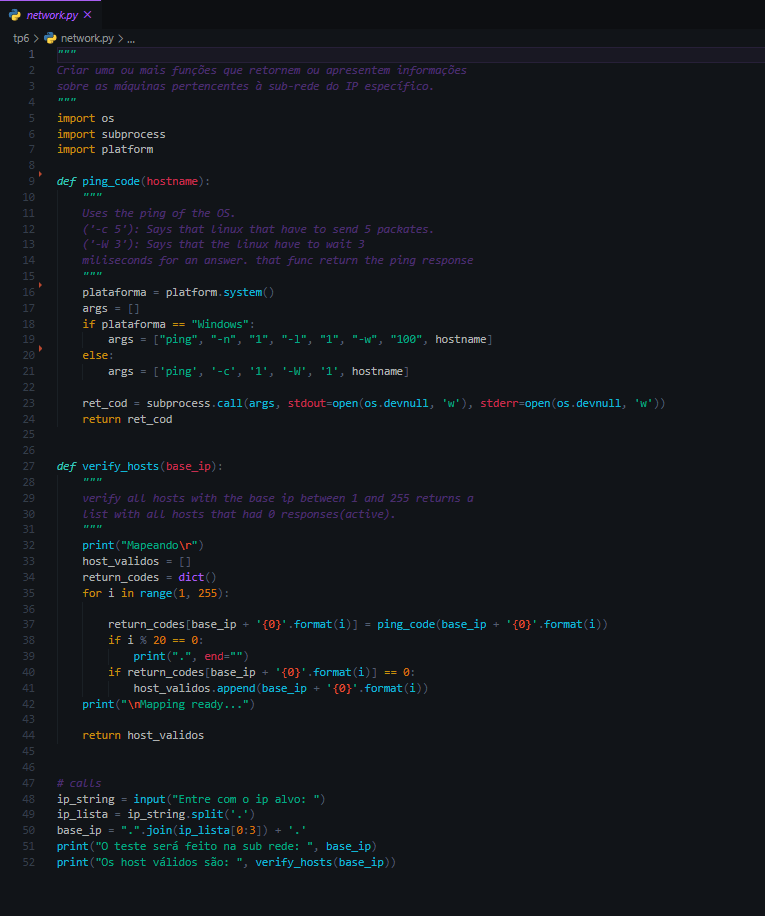 network.py ×
tp6 > network.py > ...
1 """
2 Criar uma ou mais funções que retornem ou apresentem informações
3 sobre as máquinas pertencentes à sub-rede do IP específico.
4 """
5 import os
6 import subprocess
7 import platform
8
9 def ping_code(hostname):
10     """
11     Uses the ping of the OS.
12     ('-c 5'): Says that linux that have to send 5 packates.
13     ('-W 3'): Says that the linux have to wait 3
14     miliseconds for an answer. that func return the ping response
15     """
16     plataforma = platform.system()
17     args = []
18     if plataforma == "Windows":
19         args = ["ping", "-n", "1", "-l", "1", "-w", "100", hostname]
20     else:
21         args = ['ping', '-c', '1', '-W', '1', hostname]
22
23     ret_cod = subprocess.call(args, stdout=open(os.devnull, 'w'), stderr=open(os.devnull, 'w'))
24     return ret_cod
25
26
27 def verify_hosts(base_ip):
28     """
29     verify all hosts with the base ip between 1 and 255 returns a
30     list with all hosts that had 0 responses(active).
31     """
32     print("Mapeando\r")
33     host_validos = []
34     return_codes = dict()
35     for i in range(1, 255):
36
37         return_codes[base_ip + '{0}'.format(i)] = ping_code(base_ip + '{0}'.format(i))
38         if i % 20 == 0:
39             print(".", end="")
40         if return_codes[base_ip + '{0}'.format(i)] == 0:
41             host_validos.append(base_ip + '{0}'.format(i))
42     print("\nMapping ready...")
43
44     return host_validos
45
46
47 # calls
48 ip_string = input("Entre com o ip alvo: ")
49 ip_lista = ip_string.split('.')
50 base_ip = ".".join(ip_lista[0:3]) + '.'
51 print("O teste será feito na sub rede: ", base_ip)
52 print("Os host válidos são: ", verify_hosts(base_ip))